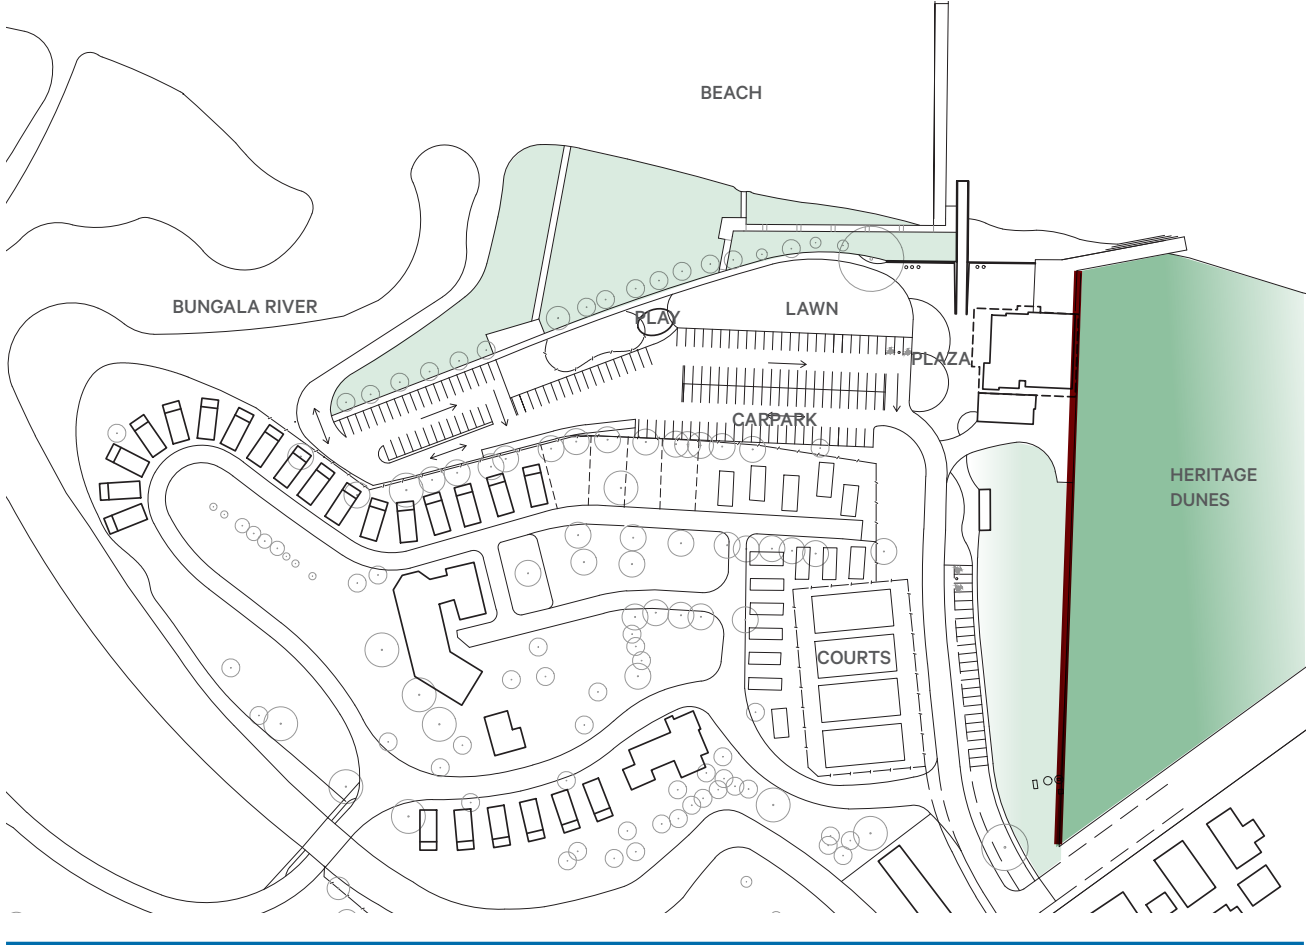 BEACH
BUNGALA RIVER
PLAY
LAWN
PLAZA
CARPARK
HERITAGE
DUNES
COURTS